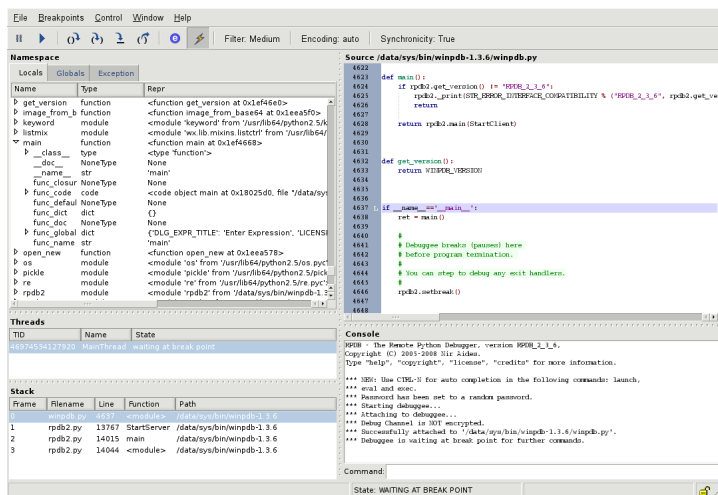 File Breakpoints Control Window Help
Filter: Medium Encoding: auto Synchronicity: True
Namespace
Locals Globals Exception
Name Type Repr
get_version function <function get_version at 0x1ef46e0>
image_from_b function <function image_from_base64 at 0x1eea5f0>
keyword module <module 'keyword' from '/usr/lib64/python2.5/k
listmix module <module 'wx.lib.mixins.listctrl' from '/usr/lib64/
main function <function main at 0x1ef4668>
__class__ type <type 'function'>
__doc__ NoneType None
__name__ str 'main'
func_closur NoneType None
func_code code <code object main at 0x18025d0, file "/data/sys
func_defaul NoneType None
func_dict dict {}
func_doc NoneType None
func_global dict {'DLG_EXPR_TITLE': 'Enter Expression', 'LICENSI
func_name str 'main'
open_new function <function open_new at 0x1eea578>
os module <module 'os' from '/usr/lib64/python2.5/os.pyc'
pickle module <module 'pickle' from '/usr/lib64/python2.5/pick
re module <module 're' from '/usr/lib64/python2.5/re.pyc':
rpdb2 module <module 'rpdb2' from '/data/sys/bin/winpdb-1.3
Threads
TID Name State
46974594127920 MainThread waiting at break point
Stack
Frame Filename Line Function Path
0 winpdb.py 4637 <module> /data/sys/bin/winpdb-1.3.6
1 rpdb2.py 13767 StartServer /data/sys/bin/winpdb-1.3.6
2 rpdb2.py 14015 main /data/sys/bin/winpdb-1.3.6
3 rpdb2.py 14044 <module> /data/sys/bin/winpdb-1.3.6
Source /data/sys/bin/winpdb-1.3.6/winpdb.py
4622
4623 def main():
4624 if rpdb2.get_version() != "RPDB_2_3_6":
4625 rpdb2._print(STR_ERROR_INTERFACE_COMPATIBILITY % ("RPDB_2_3_6", rpdb2.get_ve
4626 return
4627
4628 return rpdb2.main(StartClient)
4629
4630
4631
4632 def get_version():
4633 return WINPDB_VERSION
4634
4635
4636
4637 if __name__=='__main__':
4638 ret = main()
4639
4640 #
4641 # Debuggee breaks (pauses) here
4642 # before program termination.
4643 #
4644 # You can step to debug any exit handlers.
4645 #
4646 rpdb2.setbreak()
4647
4648
Console
RPDB - The Remote Python Debugger, version RPDB_2_3_6,
Copyright (C) 2005-2008 Nir Aides.
Type "help", "copyright", "license", "credits" for more information.
*** NEW: Use CTRL-N for auto completion in the following commands: launch,
*** eval and exec.
*** Password has been set to a random password.
*** Starting debuggee...
*** Attaching to debuggee...
*** Debug Channel is NOT encrypted.
*** Successfully attached to '/data/sys/bin/winpdb-1.3.6/winpdb.py'.
*** Debuggee is waiting at break point for further commands.
Command:
State: WAITING AT BREAK POINT